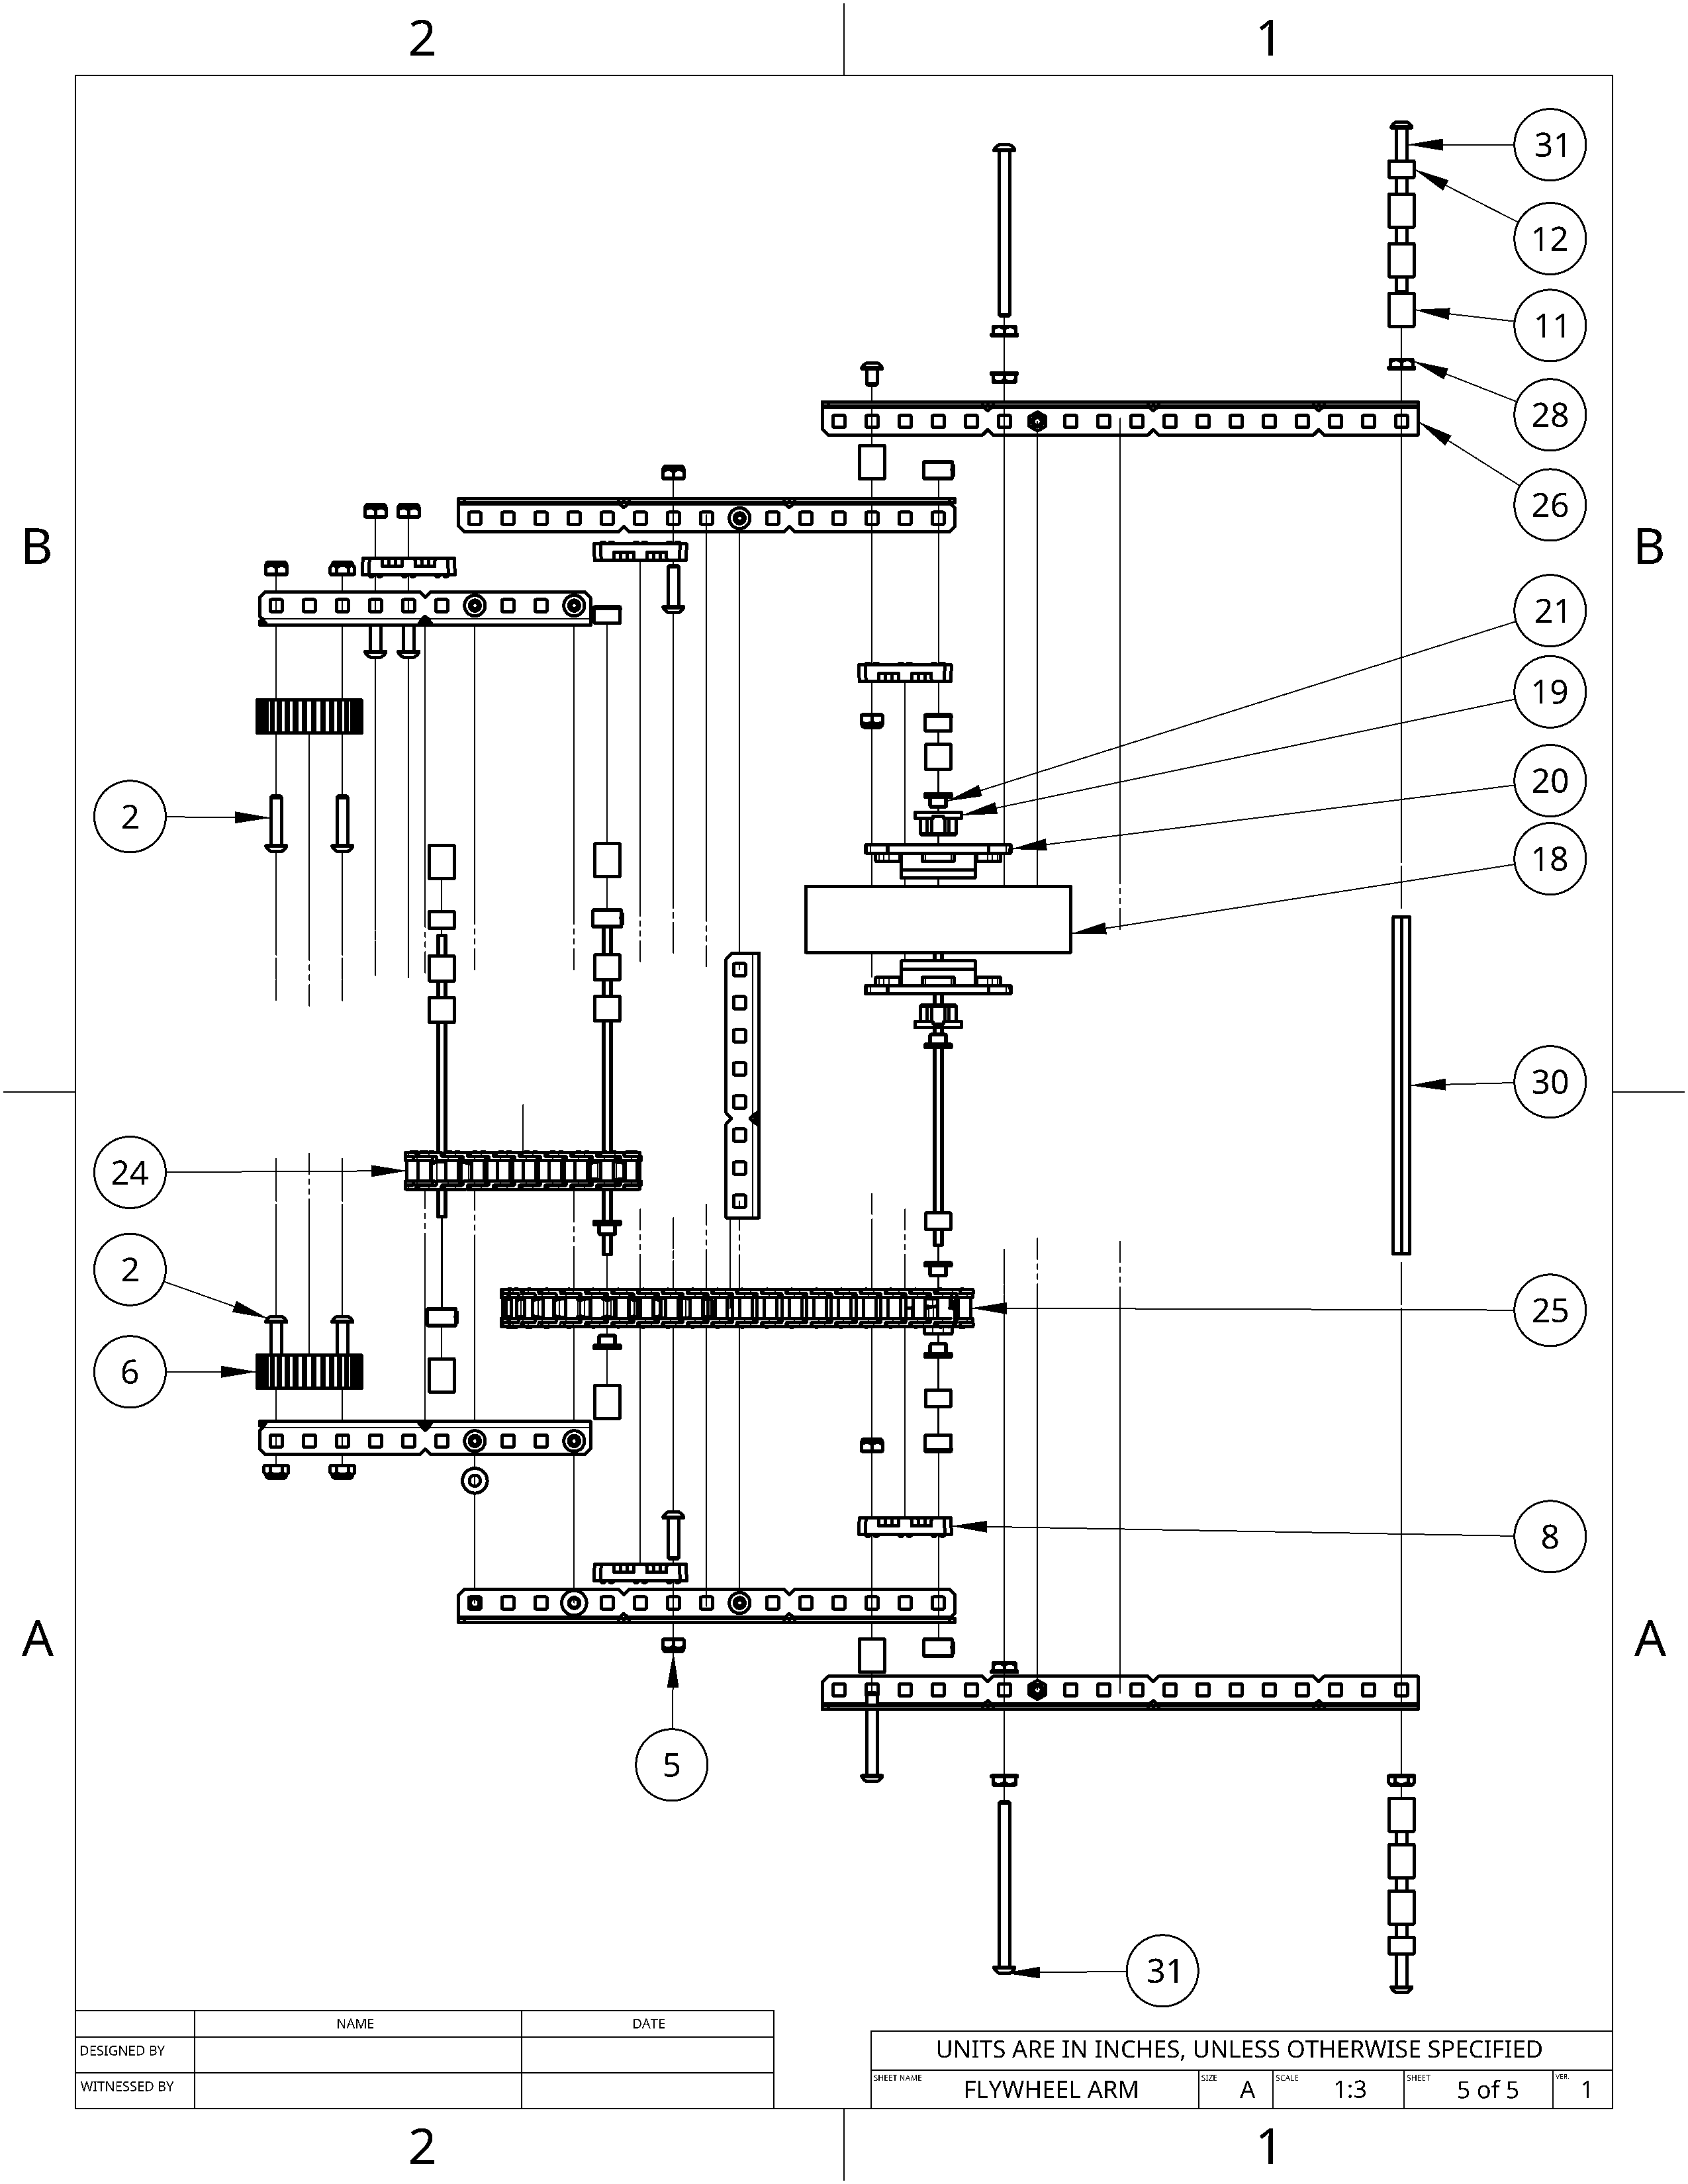 2 1
31
12
11
28
26
B B
21
19
20
2
18
30
24
2
25
6
8
A A
5
31
NAME DATE
DESIGNED BY
WITNESSED BY
UNITS ARE IN INCHES, UNLESS OTHERWISE SPECIFIED
SHEET NAME FLYWHEEL ARM SIZE A SCALE 1:3 SHEET 5 of 5 VER. 1
2 1